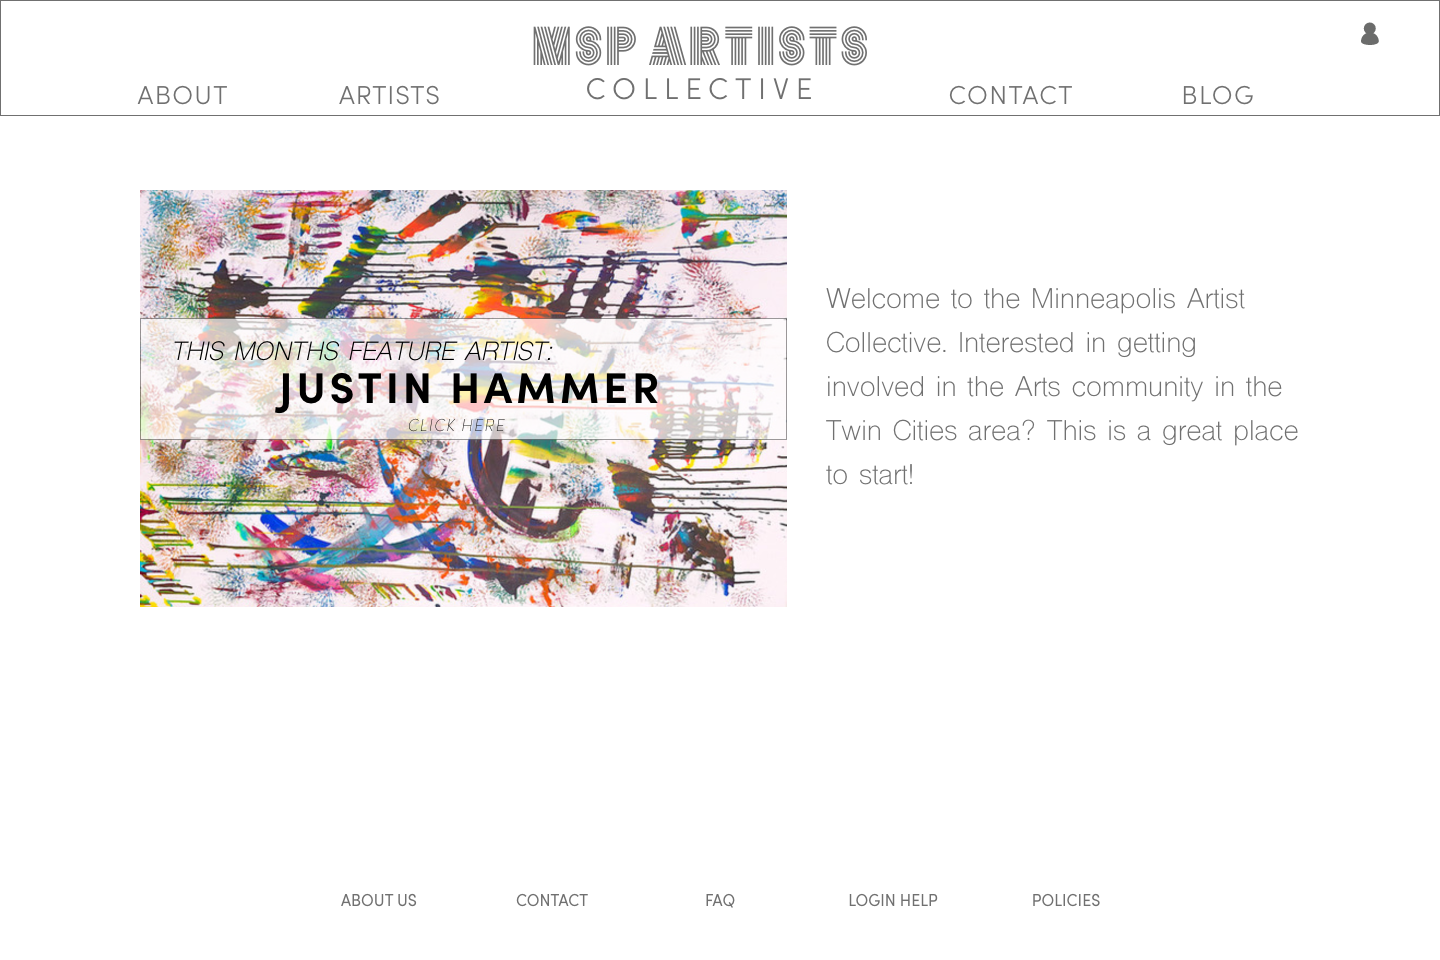 MSP ARTISTS
COLLECTIVE
ABOUT
ARTISTS
CONTACT
BLOG
THIS MONTHS FEATURE ARTIST:
JUSTIN HAMMER
CLICK HERE
Welcome to the Minneapolis Artist
Collective. Interested in getting
involved in the Arts community in the
Twin Cities area? This is a great place
to start!
ABOUT US
CONTACT
FAQ
LOGIN HELP
POLICIES